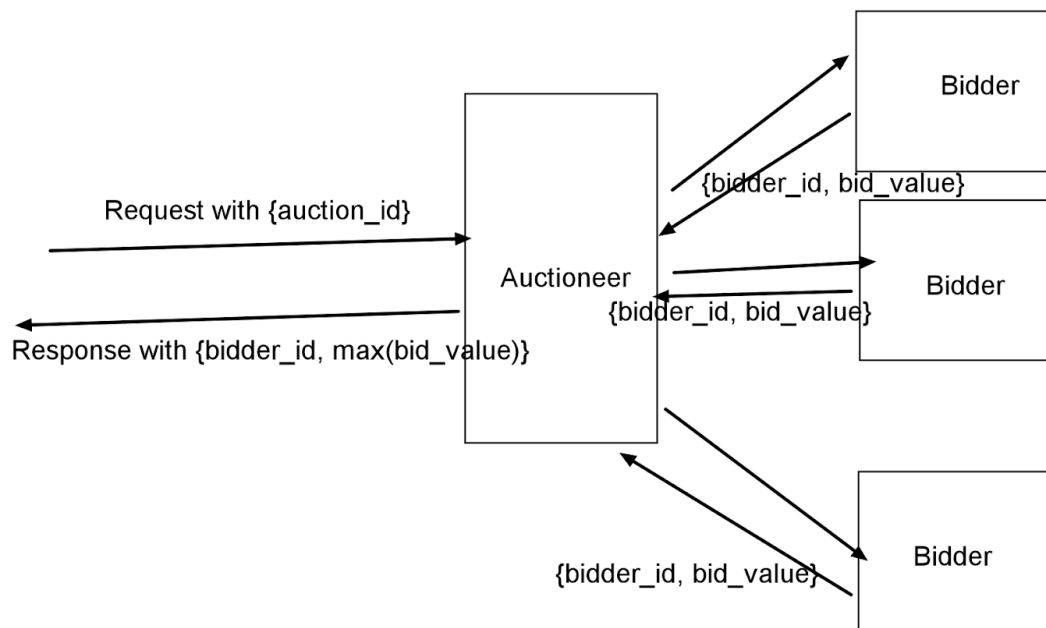 Bidder
{bidder_id, bid_value}
Request with {auction_id}
Auctioneer
Bidder
{bidder_id, bid_value}
Response with {bidder_id, max(bid_value)}
Bidder
{bidder_id, bid_value}